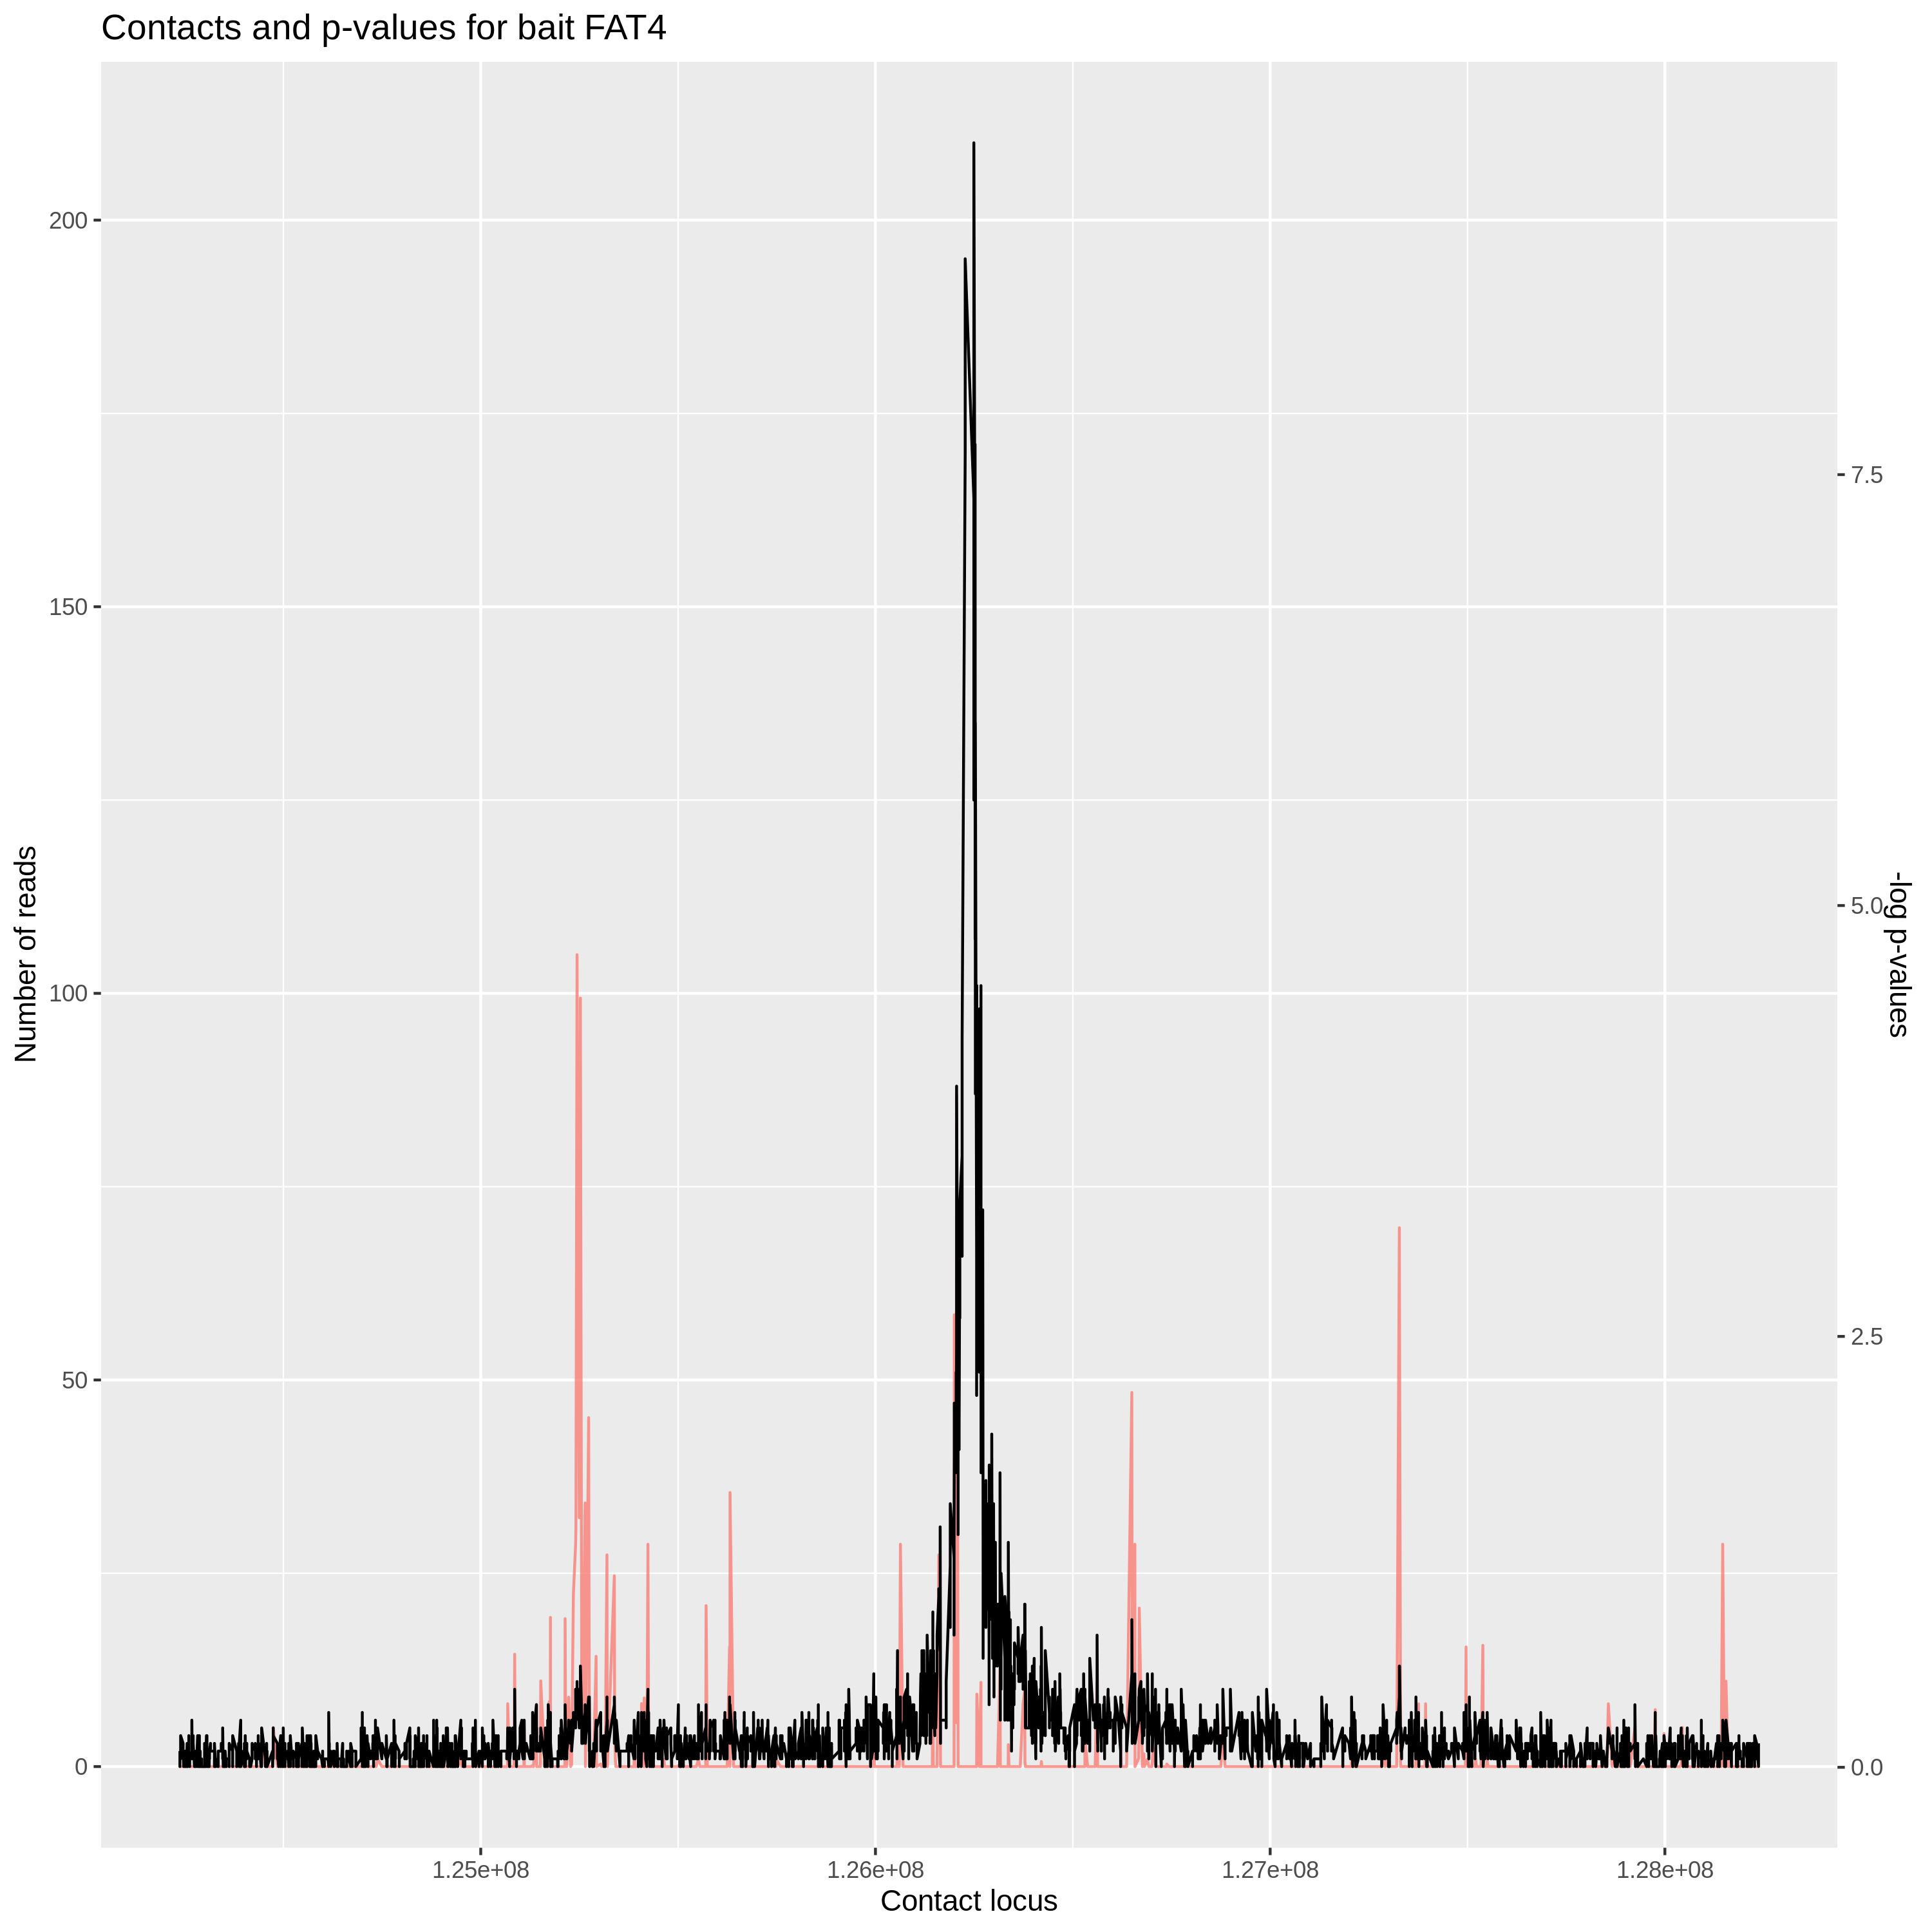 Contacts and p-values for bait FAT4
Number of reads
200
150
100
50
0
7.5
5.0
2.5
0.0
-log p-values
1.25e+08
1.26e+08
1.27e+08
1.28e+08
Contact locus